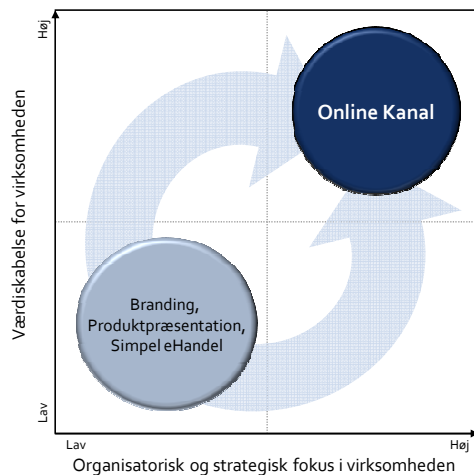 Høj
Værdiskabelse for virksomheden
Lav
Online Kanal
Branding,
Produktpræsentation,
Simpel eHandel
Lav
Høj
Organisatorisk og strategisk fokus i virksomheden